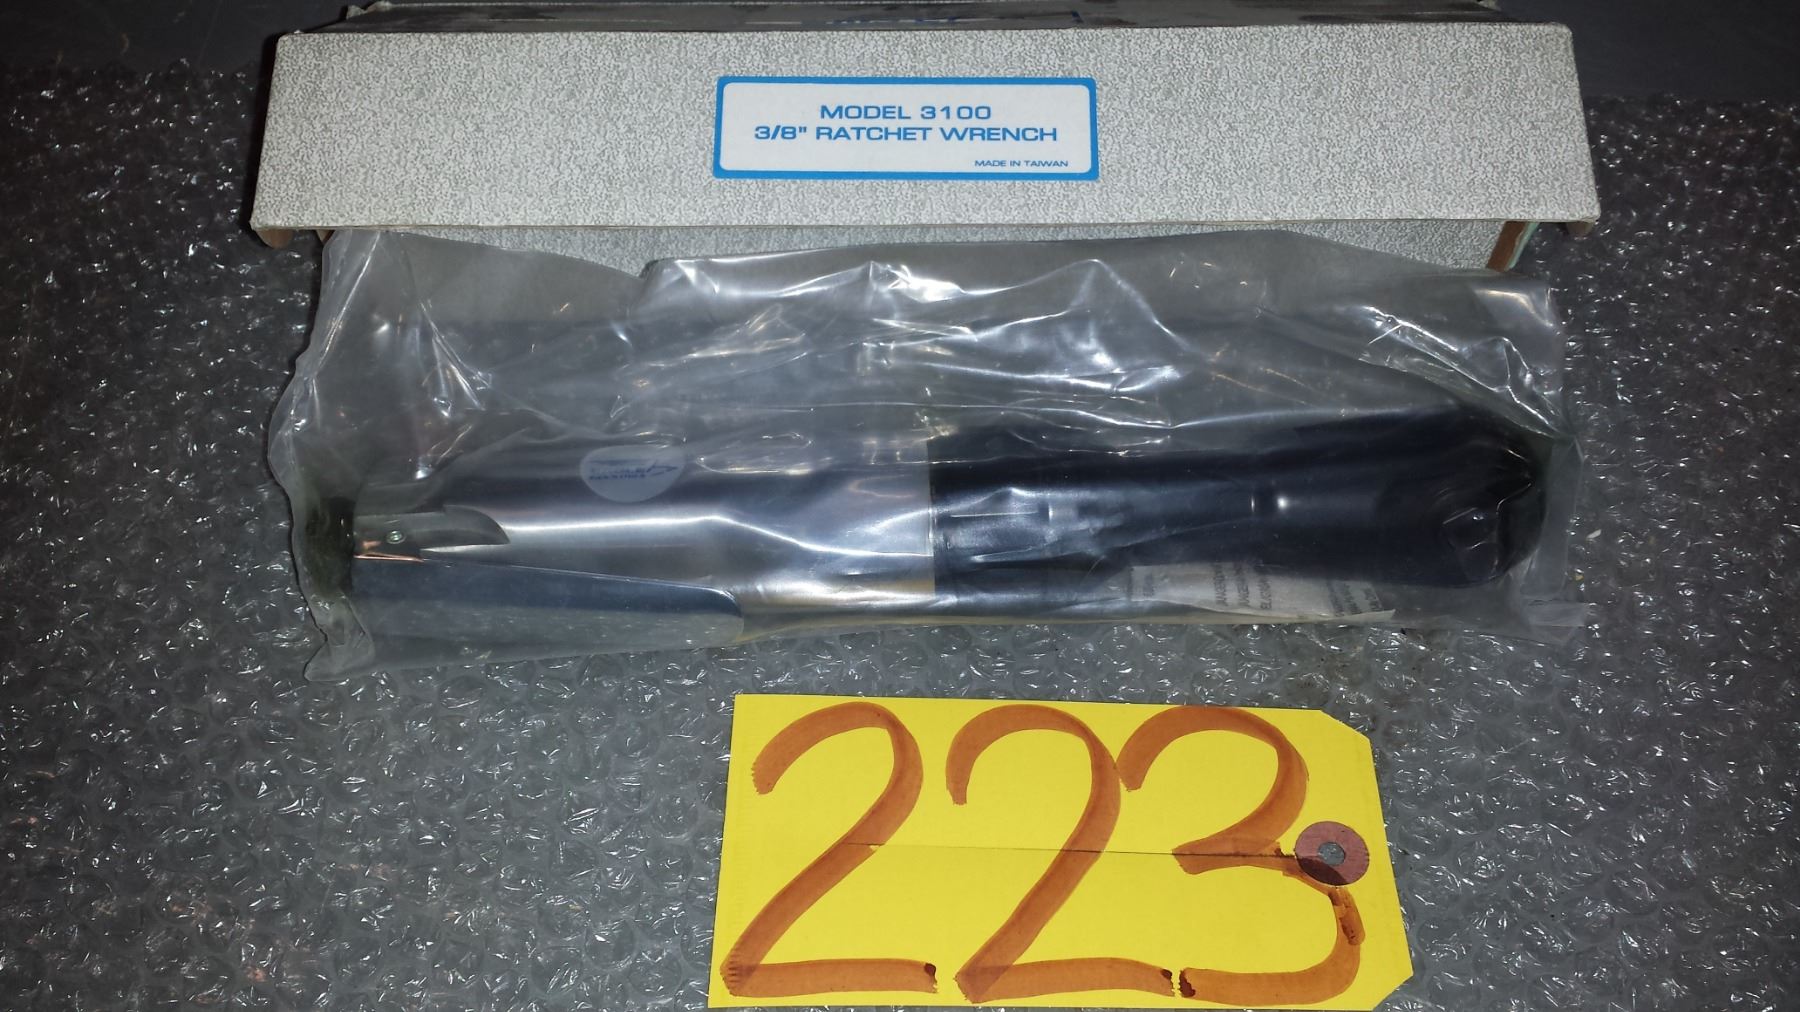 MODEL 3100
3/8" RATCHET WRENCH
MADE IN TAIWAN
223